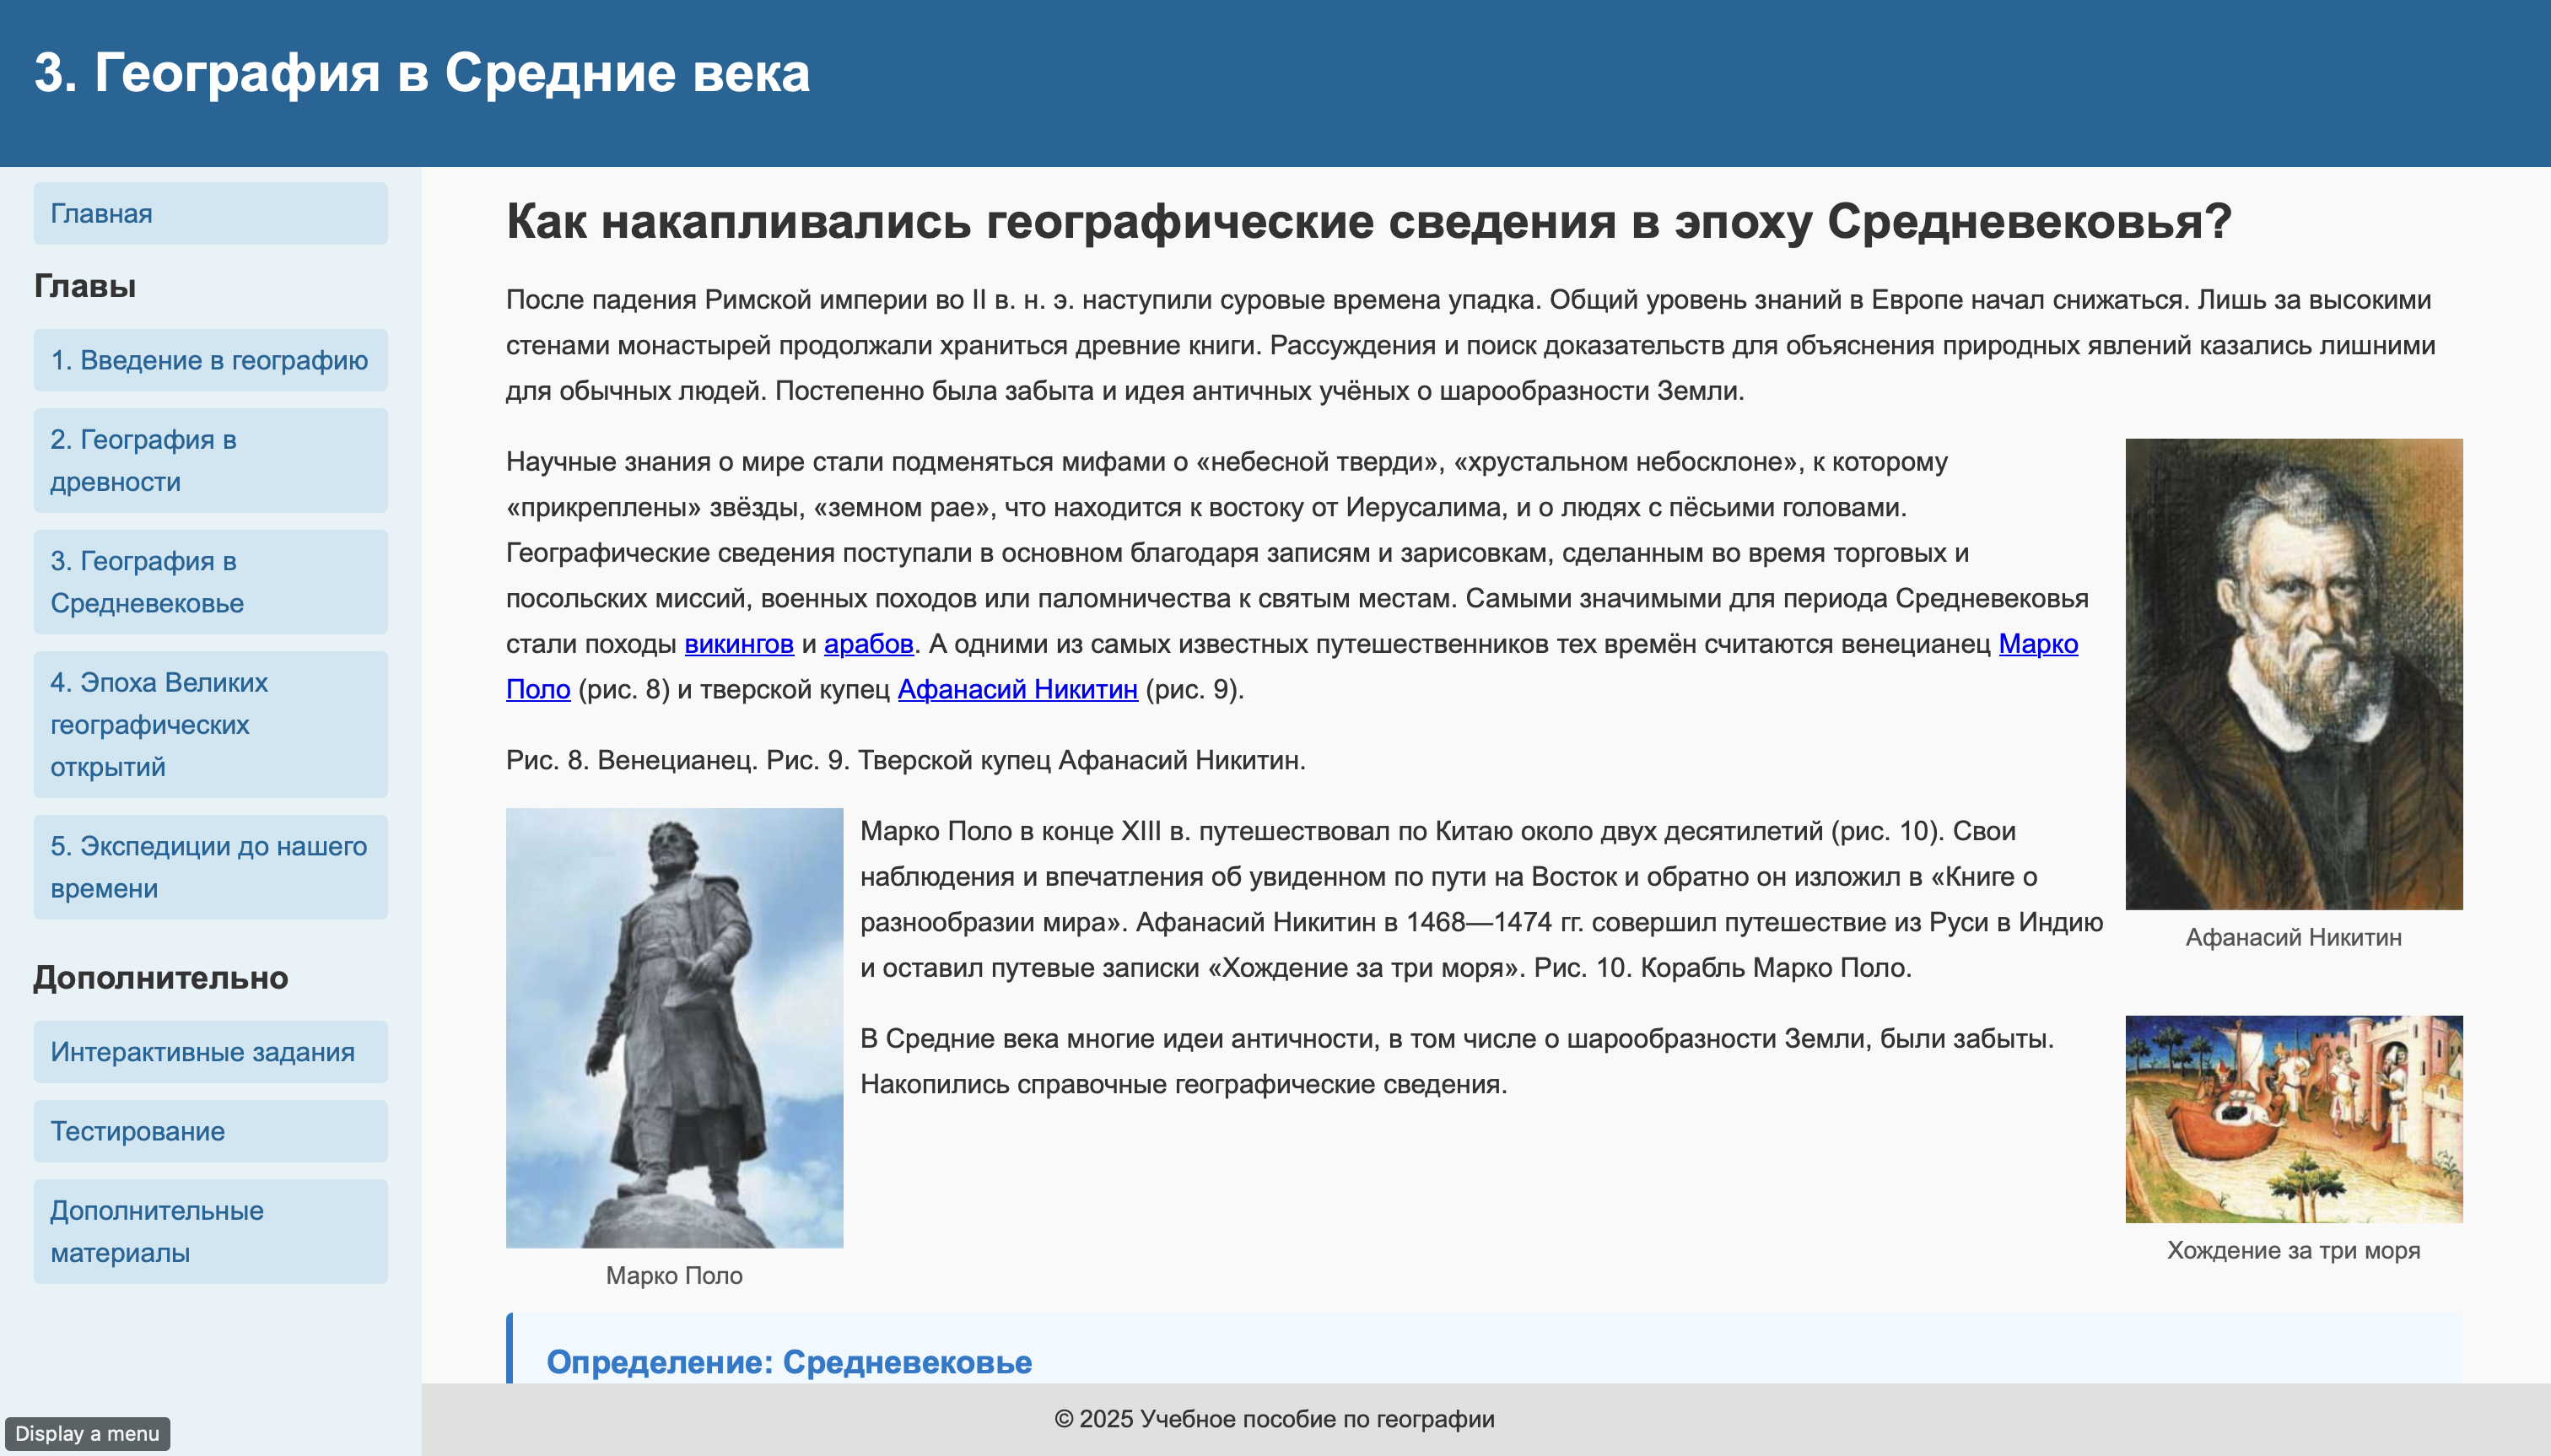 3. География в Средние века
Главная
Главы
1. Введение в географию
2. География в
древности
3. География в
Средневековье
4. Эпоха Великих
географических
открытий
5. Экспедиции до нашего
времени
Дополнительно
Интерактивные задания
Тестирование
Дополнительные
материалы
Как накапливались географические сведения в эпоху Средневековья?
После падения Римской империи во II в. н. э. наступили суровые времена упадка. Общий уровень знаний в Европе начал снижаться. Лишь за высокими
стенами монастырей продолжали храниться древние книги. Рассуждения и поиск доказательств для объяснения природных явлений казались лишними
для обычных людей. Постепенно была забыта и идея античных учёных о шарообразности Земли.
Научные знания о мире стали подменяться мифами о «небесной тверди», «хрустальном небосклоне», к которому
«прикреплены» звёзды, «земном рае», что находится к востоку от Иерусалима, и о людях с пёсьими головами.
Географические сведения поступали в основном благодаря записям и зарисовкам, сделанным во время торговых и
посольских миссий, военных походов или паломничества к святым местам. Самыми значимыми для периода Средневековья
стали походы викингов и арабов. А одними из самых известных путешественников тех времён считаются венецианец Марко
Поло (рис. 8) и тверской купец Афанасий Никитин (рис. 9).
Рис. 8. Венецианец. Рис. 9. Тверской купец Афанасий Никитин.
Марко Поло в конце XIII в. путешествовал по Китаю около двух десятилетий (рис. 10). Свои
наблюдения и впечатления об увиденном по пути на Восток и обратно он изложил в «Книге о
разнообразии мира». Афанасий Никитин в 1468—1474 гг. совершил путешествие из Руси в Индию
и оставил путевые записки «Хождение за три моря». Рис. 10. Корабль Марко Поло.
Афанасий Никитин
В Средние века многие идеи античности, в том числе о шарообразности Земли, были забыты.
Накопились справочные географические сведения.
Хождение за три моря
Марко Поло
Определение: Средневековье
© 2025 Учебное пособие по географии
Display a menu